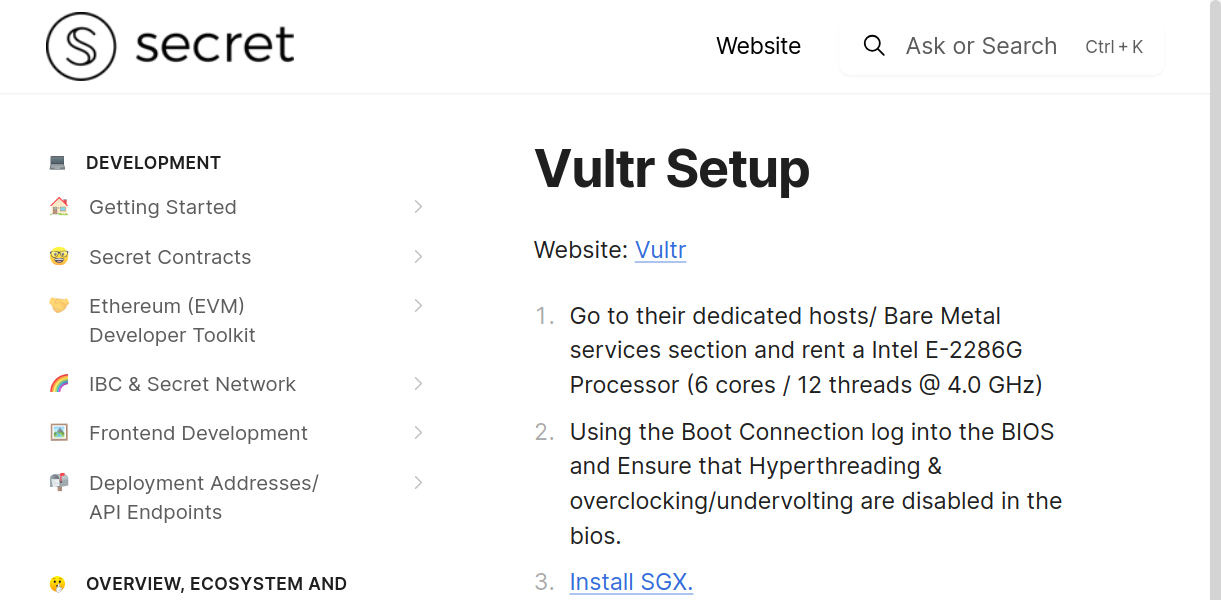 secret
Website
Ask or Search
Ctrl + K
DEVELOPMENT
Getting Started
Secret Contracts
Ethereum (EVM)
Developer Toolkit
IBC & Secret Network
Frontend Development
Deployment Addresses/
API Endpoints
OVERVIEW, ECOSYSTEM AND
Vultr Setup
Website: Vultr
1. Go to their dedicated hosts/ Bare Metal
services section and rent a Intel E-2286G
Processor (6 cores / 12 threads @ 4.0 GHz)
2. Using the Boot Connection log into the BIOS
and Ensure that Hyperthreading &
overclocking/undervolting are disabled in the
bios.
3. Install SGX.